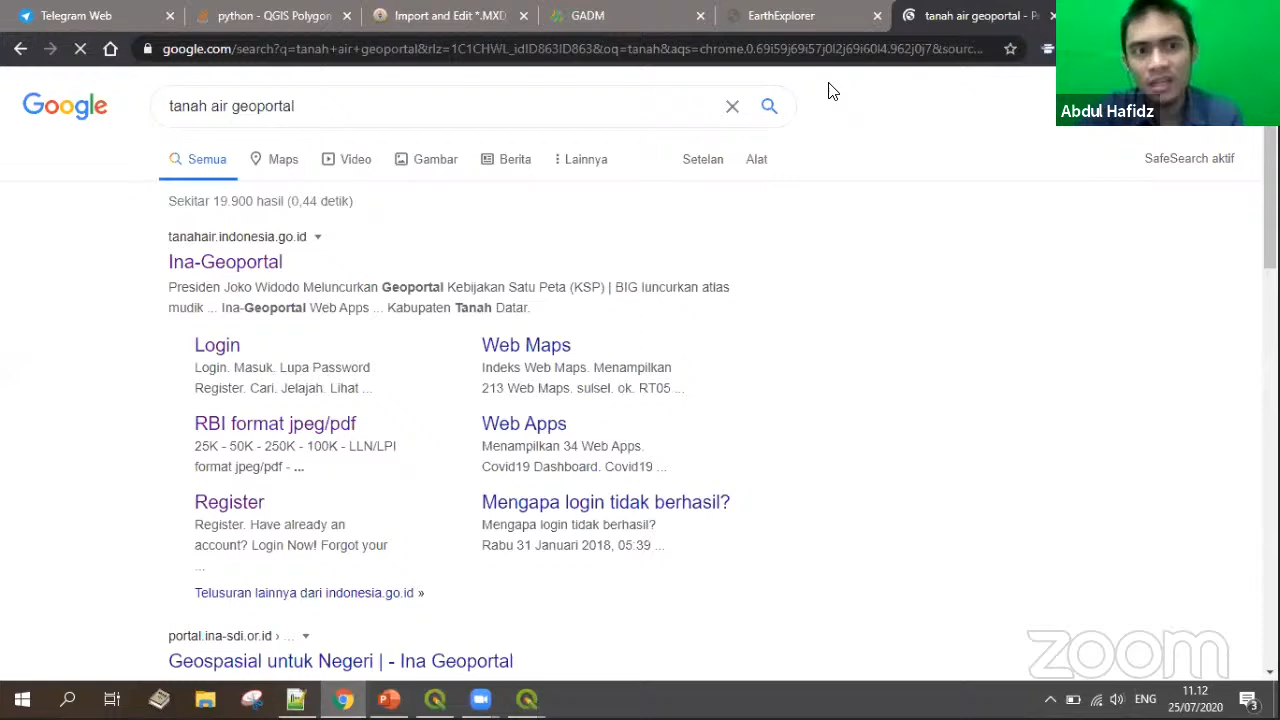 Telegram Web
python - QGIS Polygon
Import and Edit *.MXD
GADM
EarthExplorer
tanah air geoportal - P
google.com/search?q=tanah+air+geoportal&rlz=1C1CHWL_idID863ID863&oq=tanah&aqs=chrome.0.69i59j69i57j0l2j69i60l4.962j0j7&sourc...
Abdul Hafidz
Google
tanah air geoportal
Semua
Maps
Video
Gambar
Berita
Lainnya
Setelan
Alat
SafeSearch aktif
Sekitar 19.900 hasil (0,44 detik)
tanahair.indonesia.go.id
Ina-Geoportal
Presiden Joko Widodo Meluncurkan Geoportal Kebijakan Satu Peta (KSP) | BIG luncurkan atlas
mudik ... Ina-Geoportal Web Apps ... Kabupaten Tanah Datar.
Login
Login. Masuk. Lupa Password
Register. Cari. Jelajah. Lihat ...
Web Maps
Indeks Web Maps. Menampilkan
213 Web Maps. sulsel. ok. RT05 ...
RBI format jpeg/pdf
25K - 50K - 250K - 100K - LLN/LPI
format jpeg/pdf - ...
Web Apps
Menampilkan 34 Web Apps.
Covid19 Dashboard. Covid19 ...
Register
Register. Have already an
account? Login Now! Forgot your
...
Mengapa login tidak berhasil?
Mengapa login tidak berhasil?
Rabu 31 Januari 2018, 05:39 ...
Telusuran lainnya dari indonesia.go.id »
portal.ina-sdi.or.id › ...
Geospasial untuk Negeri | - Ina Geoportal
zoom
ENG
11.12
25/07/2020
3